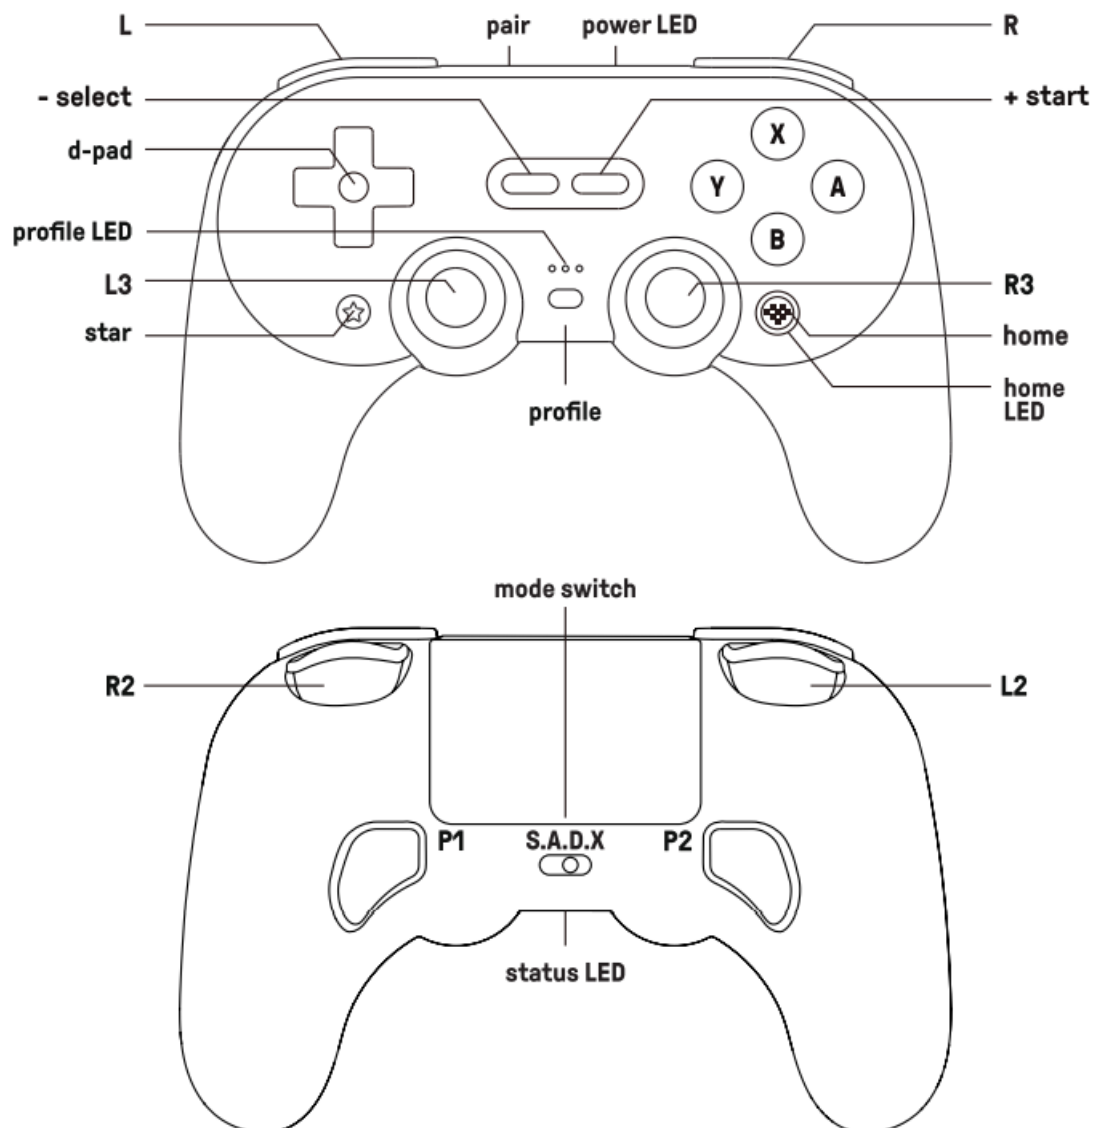 L
pair
power LED
R
- select
+ start
d-pad
X
Y
A
B
profile LED
L3
R3
star
home
home
LED
profile
mode switch
R2
L2
P1
S.A.D.X
P2
status LED